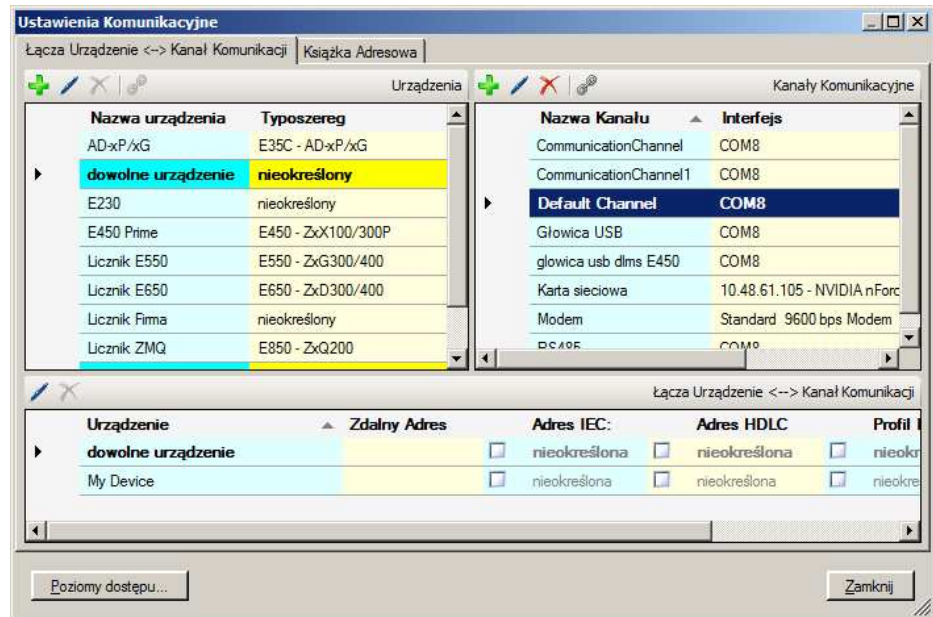 Ustawienia Komunikacyjne
Łącza Urządzenie <--> Kanał Komunikacji Książka Adresowa
Urządzenia
Nazwa urządzenia Typoszereg
AD-xP/xG E35C - AD-xP/xG
dowolne urządzenie nieokreślony
E230 nieokreślony
E450 Prime E450 - ZxX100/300P
Licznik E550 E550 - ZxG300/400
Licznik E650 E650 - ZxD300/400
Licznik Firma nieokreślony
Licznik ZMQ E850 - ZxQ200
Kanały Komunikacyjne
Nazwa Kanału Interfejs
CommunicationChannel COM8
CommunicationChannel1 COM8
Default Channel COM8
Głowica USB COM8
glowica usb dlms E450 COM8
Karta sieciowa 10.48.61.105 - NVIDIA nForc
Modem Standard 9600 bps Modem
RS485 COM8
Łącza Urządzenie <--> Kanał Komunikacji
Urządzenie Zdalny Adres Adres IEC: Adres HDLC Profil
dowolne urządzenie nieokreślona nieokreślona nieokr
My Device nieokreślona nieokreślona nieokre
Poziomy dostępu... Zamknij